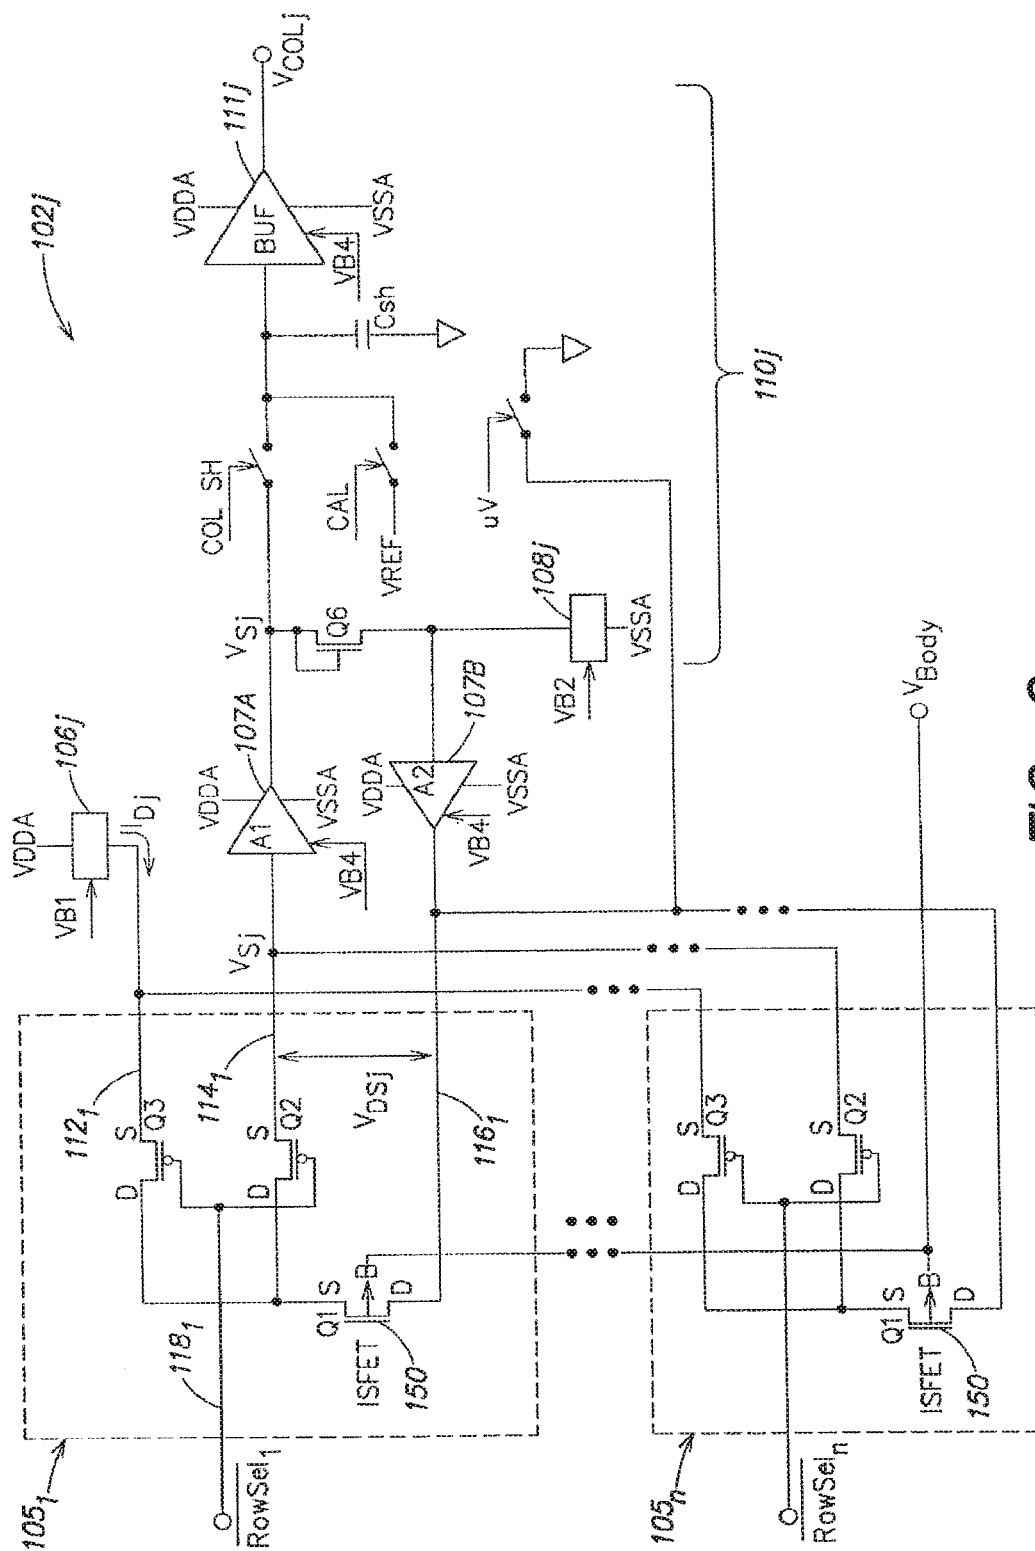 102j
VDDA
106j
VB1
IDj
VDDA
111j
BUF
VCOLj
VB4
VSSA
VSj
VDDA
107A
A1
VSSA
VB4
VSj
COL SH
Csh
CAL
VREF
Q6
VDDA
107B
A2
VSSA
VB4
108j
VB2
VSSA
uV
110j
105₁
RowSel₁
118₁
112₁
S
Q3
D
114₁
S
Q2
D
VDSj
116₁
Q1
S
B
D
ISFET
150
105n
RowSeln
S
Q3
D
S
Q2
D
Q1
S
B
D
ISFET
150
VBody